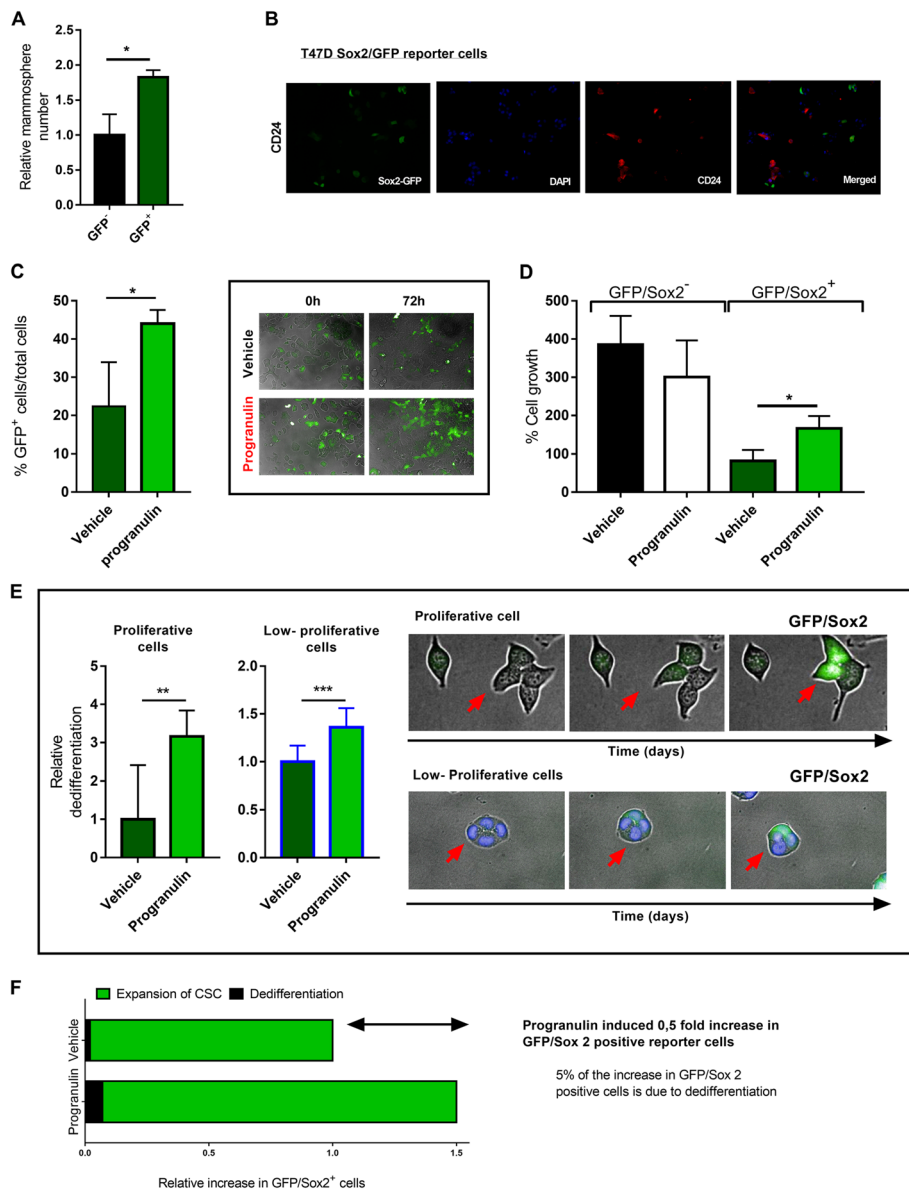 A
Relative mammosphere
number
2.5
2.0
1.5
1.0
0.5
0.0
*
GFP⁻
GFP⁺
B
T47D Sox2/GFP reporter cells
CD24
Sox2-GFP
DAPI
CD24
Merged
C
% GFP⁺ cells/total cells
50
40
30
20
10
0
*
Vehicle
progranulin
0h
72h
Vehicle
Progranulin
D
% Cell growth
500
400
300
200
100
0
GFP/Sox2⁻
GFP/Sox2⁺
*
Vehicle
Progranulin
Vehicle
Progranulin
E
Proliferative
cells
Relative
dedifferentiation
5
4
3
2
1
0
**
Vehicle
Progranulin
Low- proliferative
cells
2.0
1.5
1.0
0.5
0.0
***
Vehicle
Progranulin
Proliferative cell
GFP/Sox2
Time (days)
Low- Proliferative cells
GFP/Sox2
Time (days)
F
Expansion of CSC
Dedifferentiation
Vehicle
Progranulin
0.0
0.5
1.0
1.5
Relative increase in GFP/Sox2⁺ cells
Progranulin induced 0,5 fold increase in
GFP/Sox 2 positive reporter cells
5% of the increase in GFP/Sox 2
positive cells is due to dedifferentiation